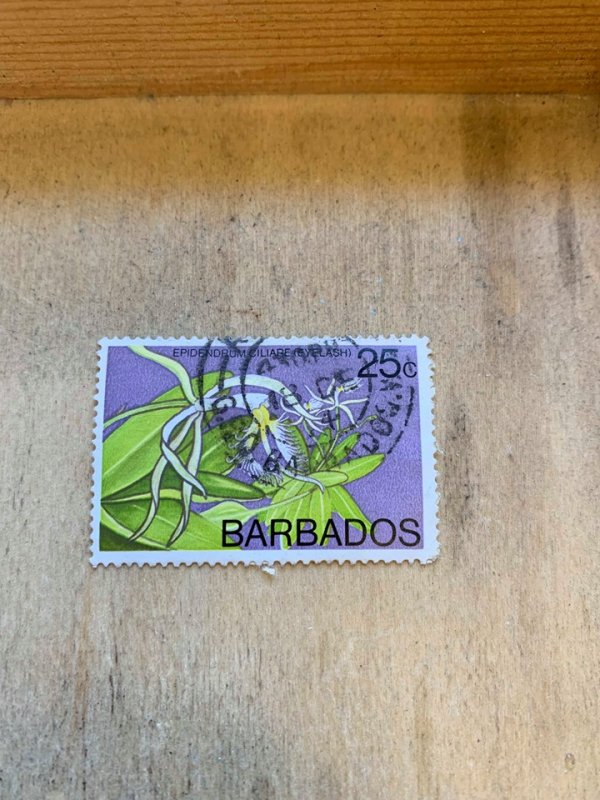 EPIDENDRUM CILIARE (EYELASH)
25c
BARBADOS